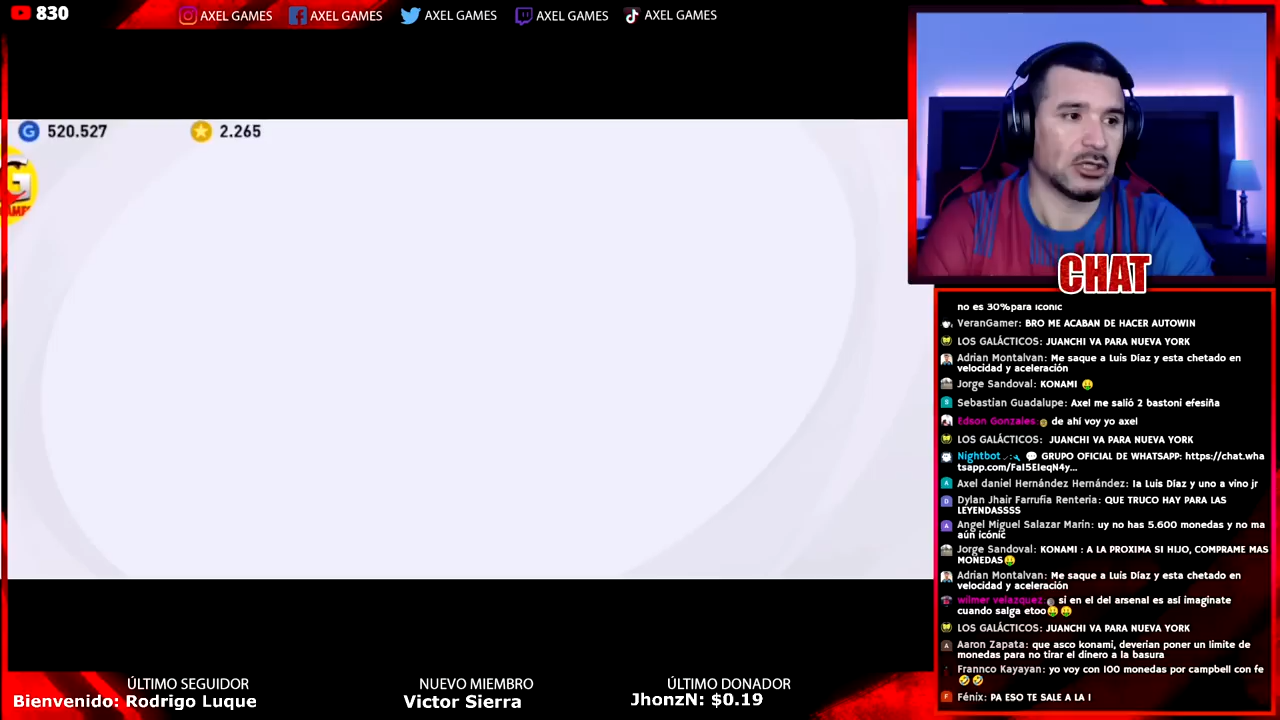 830
AXEL GAMES
AXEL GAMES
AXEL GAMES
AXEL GAMES
AXEL GAMES
520.527
2.265
G
CHAT
no es 30%para iconic
VeranGamer: BRO ME ACABAN DE HACER AUTOWIN
LOS GALÁCTICOS: JUANCHI VA PARA NUEVA YORK
Adrian Montalvan: Me saque a Luis Díaz y esta chetado en
velocidad y aceleración
Jorge Sandoval: KONAMI 🤑
Sebastian Guadalupe: Axel me salió 2 bastoni efesiña
Edson Gonzales de ahí voy yo axel
LOS GALÁCTICOS: JUANCHI VA PARA NUEVA YORK
Nightbot : 💬 GRUPO OFICIAL DE WHATSAPP: https://chat.wha
tsapp.com/FaI5EIeqN4y...
Axel daniel Hernández Hernández: Ia Luis Díaz y uno a vino jr
Dylan Jhair Farrufia Renteria: QUE TRUCO HAY PARA LAS
LEYENDASSSS
Angel Miguel Salazar Marín: uy no has 5.600 monedas y no ma
aún icónic
Jorge Sandoval: KONAMI : A LA PROXIMA SI HIJO, COMPRAME MAS
MONEDAS🤑
Adrian Montalvan: Me saque a Luis Díaz y esta chetado en
velocidad y aceleración
wilmer velazquez: si en el del arsenal es así imaginate
cuando salga etoo🤑🤑
LOS GALÁCTICOS: JUANCHI VA PARA NUEVA YORK
Aaron Zapata: que asco konami, deverian poner un limite de
monedas para no tirar el dinero a la basura
Frannco Kayayan: yo voy con 100 monedas por campbell con fe
🤣🤣
Fénix: PA ESO TE SALE A LA I
ÚLTIMO SEGUIDOR
Bienvenido: Rodrigo Luque
NUEVO MIEMBRO
Victor Sierra
ÚLTIMO DONADOR
JhonzN: $0.19